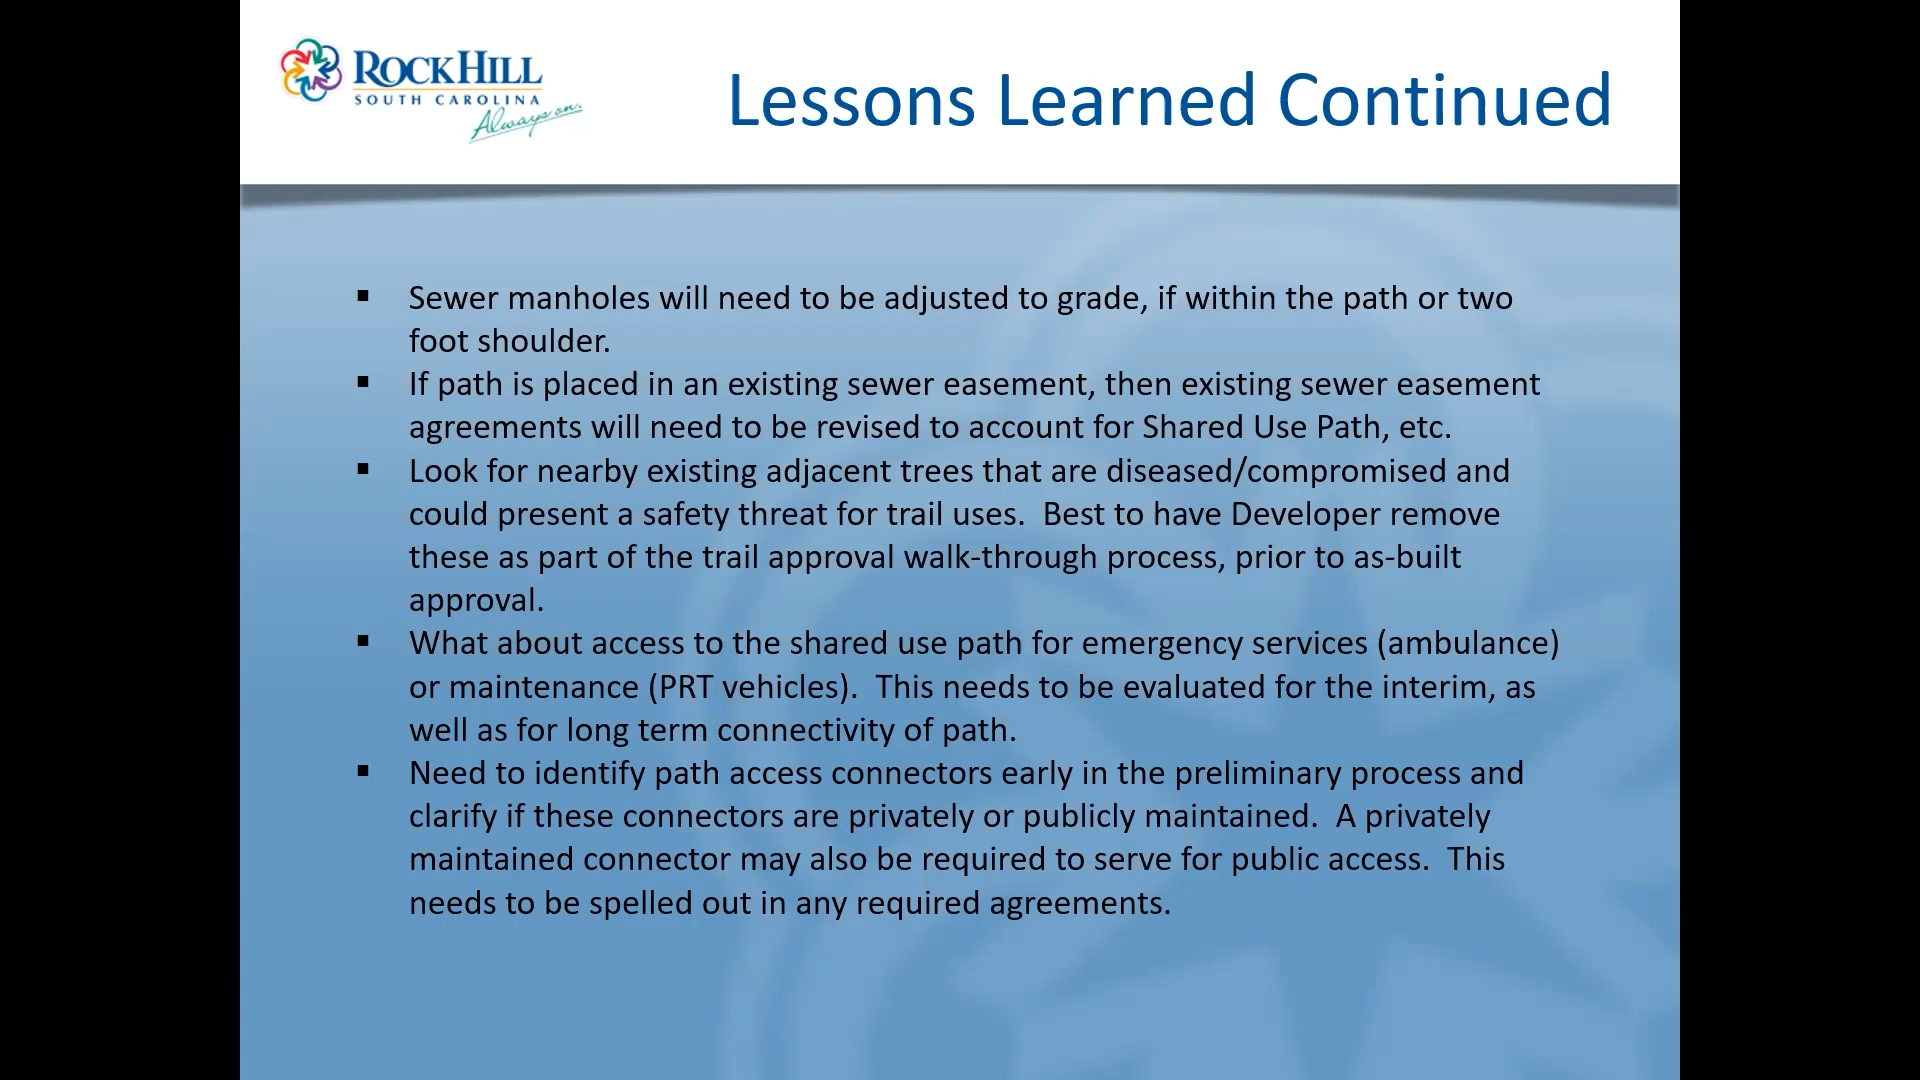 ROCK HILL
SOUTH CAROLINA
Always on.
Lessons Learned Continued
▪ Sewer manholes will need to be adjusted to grade, if within the path or two
foot shoulder.
▪ If path is placed in an existing sewer easement, then existing sewer easement
agreements will need to be revised to account for Shared Use Path, etc.
▪ Look for nearby existing adjacent trees that are diseased/compromised and
could present a safety threat for trail uses.  Best to have Developer remove
these as part of the trail approval walk-through process, prior to as-built
approval.
▪ What about access to the shared use path for emergency services (ambulance)
or maintenance (PRT vehicles).  This needs to be evaluated for the interim, as
well as for long term connectivity of path.
▪ Need to identify path access connectors early in the preliminary process and
clarify if these connectors are privately or publicly maintained.  A privately
maintained connector may also be required to serve for public access.  This
needs to be spelled out in any required agreements.